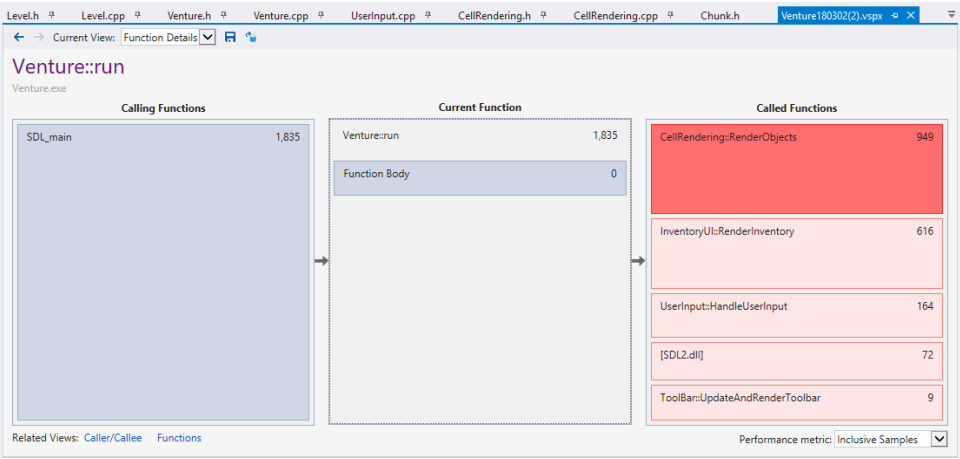 Level.h Level.cpp Venture.h Venture.cpp UserInput.cpp CellRendering.h CellRendering.cpp Chunk.h Venture180302(2).vspx
Current View: Function Details
Venture::run
Venture.exe
Calling Functions Current Function Called Functions
SDL_main 1,835 Venture::run 1,835 CellRendering::RenderObjects 949
Function Body 0
InventoryUI::RenderInventory 616
UserInput::HandleUserInput 164
[SDL2.dll] 72
ToolBar::UpdateAndRenderToolbar 9
Related Views: Caller/Callee Functions Performance metric: Inclusive Samples